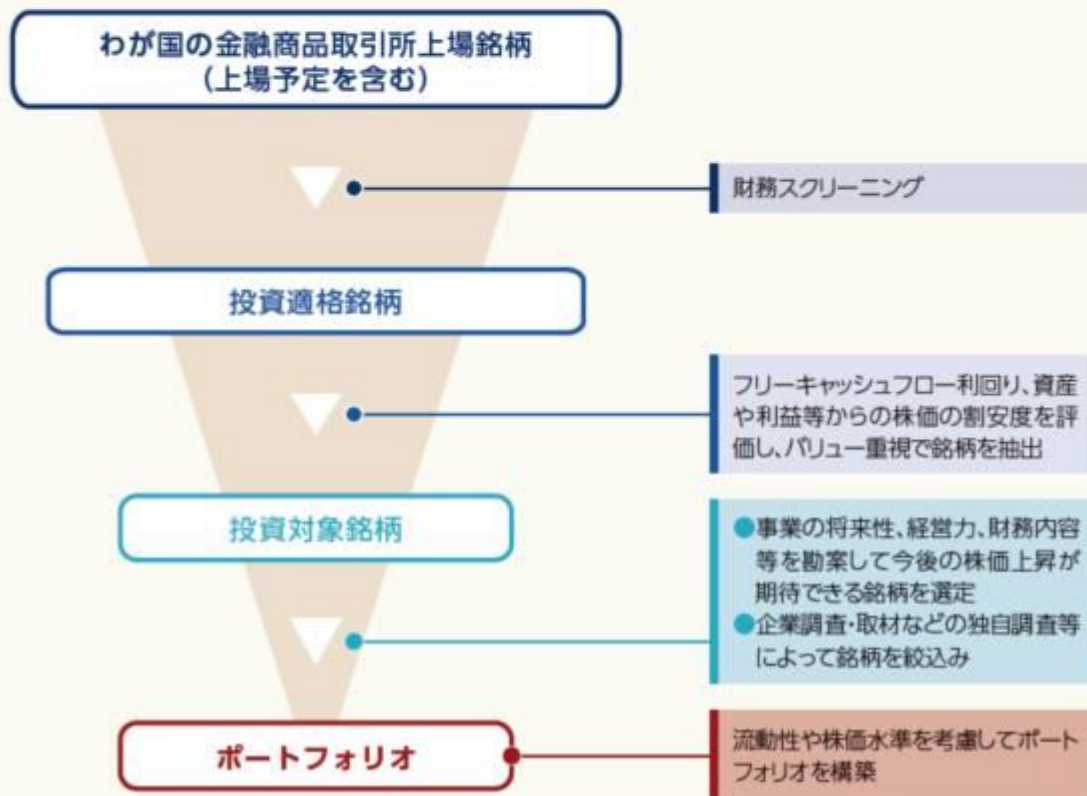 わが国の金融商品取引所上場銘柄
(上場予定を含む)
財務スクリーニング
投資適格銘柄
フリーキャッシュフロー利回り、資産
や利益等からの株価の割安度を評
価し、バリュー重視で銘柄を抽出
投資対象銘柄
●事業の将来性、経営力、財務内容
等を勘案して今後の株価上昇が
期待できる銘柄を選定
●企業調査・取材などの独自調査等
によって銘柄を絞込み
ポートフォリオ
流動性や株価水準を考慮してポート
フォリオを構築